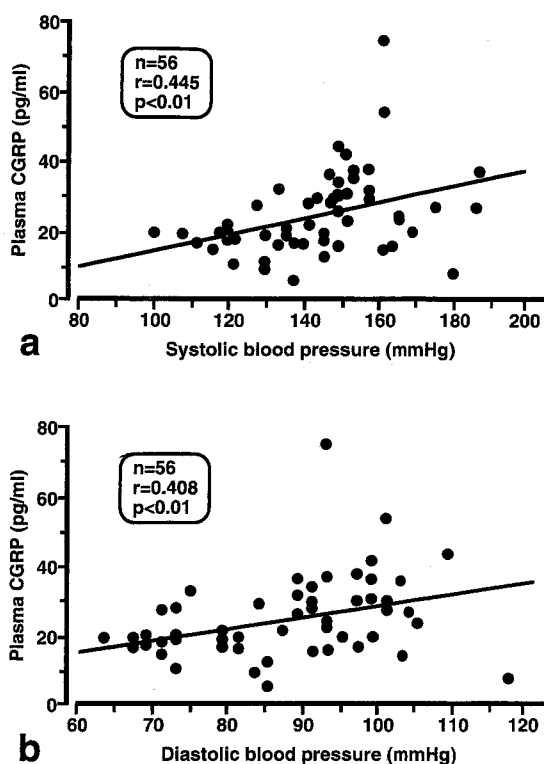 80
60
40
20
0
Plasma CGRP (pg/ml)
n=56
r=0.445
p<0.01
80 100 120 140 160 180 200
a
Systolic blood pressure (mmHg)
80
60
40
20
0
Plasma CGRP (pg/ml)
n=56
r=0.408
p<0.01
60 70 80 90 100 110 120
b
Diastolic blood pressure (mmHg)